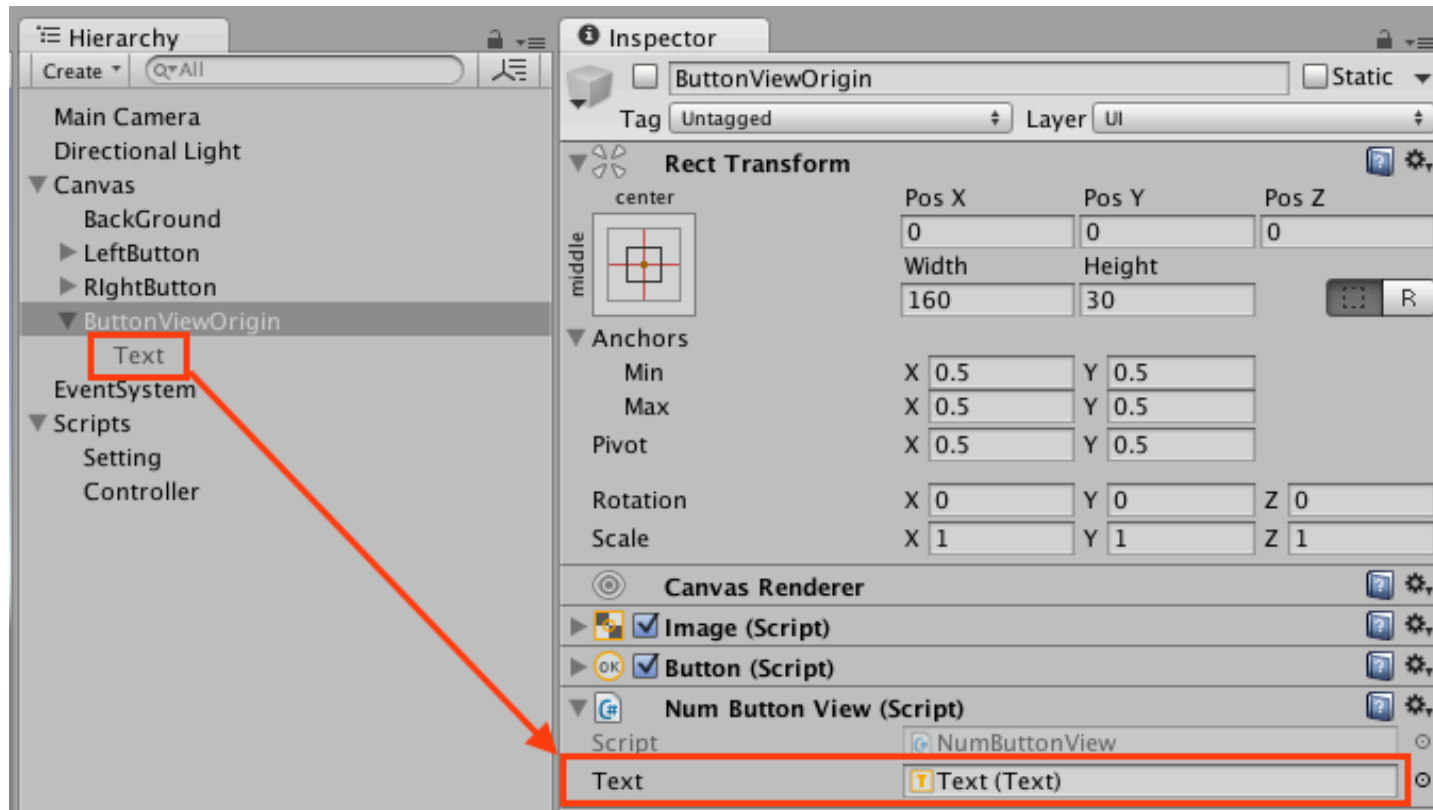 Hierarchy
Create
All
Main Camera
Directional Light
Canvas
BackGround
LeftButton
RIghtButton
ButtonViewOrigin
Text
EventSystem
Scripts
Setting
Controller
Inspector
ButtonViewOrigin
Static
Tag Untagged Layer UI
Rect Transform
center
middle
Pos X Pos Y Pos Z
0 0 0
Width Height
160 30
R
Anchors
Min X 0.5 Y 0.5
Max X 0.5 Y 0.5
Pivot X 0.5 Y 0.5
Rotation X 0 Y 0 Z 0
Scale X 1 Y 1 Z 1
Canvas Renderer
Image (Script)
OK Button (Script)
C# Num Button View (Script)
Script NumButtonView
Text T Text (Text)